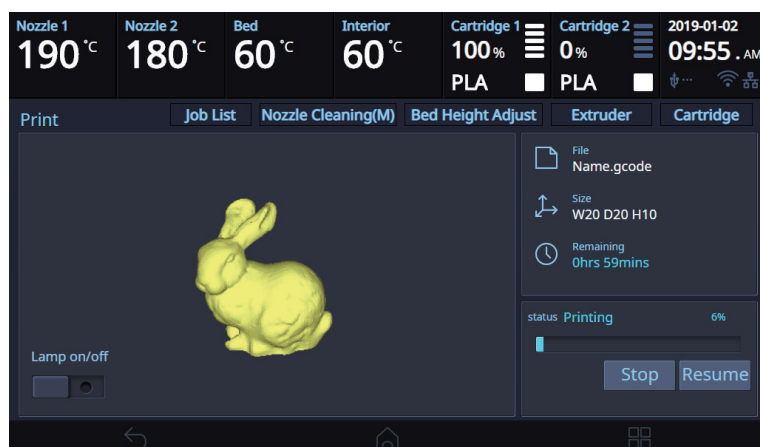 Nozzle 1 Nozzle 2 Bed Interior Cartridge 1 Cartridge 2 2019-01-02
190 °C 180 °C 60 °C 60 °C 100 % 0 % 09:55 . AM
PLA PLA
Print Job List Nozzle Cleaning(M) Bed Height Adjust Extruder Cartridge
File
Name.gcode
Size
W20 D20 H10
Remaining
0hrs 59mins
status Printing 6%
Lamp on/off
Stop Resume